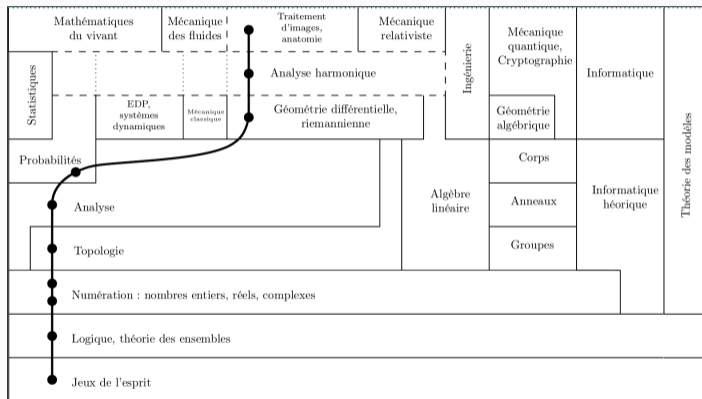 Mathématiques
du vivant
Mécanique
des fluides
Traitement
d'images,
anatomie
Mécanique
relativiste
Ingénierie
Mécanique
quantique,
Cryptographie
Informatique
Théorie des modèles
Statistiques
Analyse harmonique
EDP,
systèmes
dynamiques
Mécanique
classique
Géométrie différentielle,
riemannienne
Géométrie
algébrique
Probabilités
Corps
Analyse
Algèbre
linéaire
Anneaux
Informatique
héorique
Topologie
Groupes
Numération : nombres entiers, réels, complexes
Logique, théorie des ensembles
Jeux de l'esprit